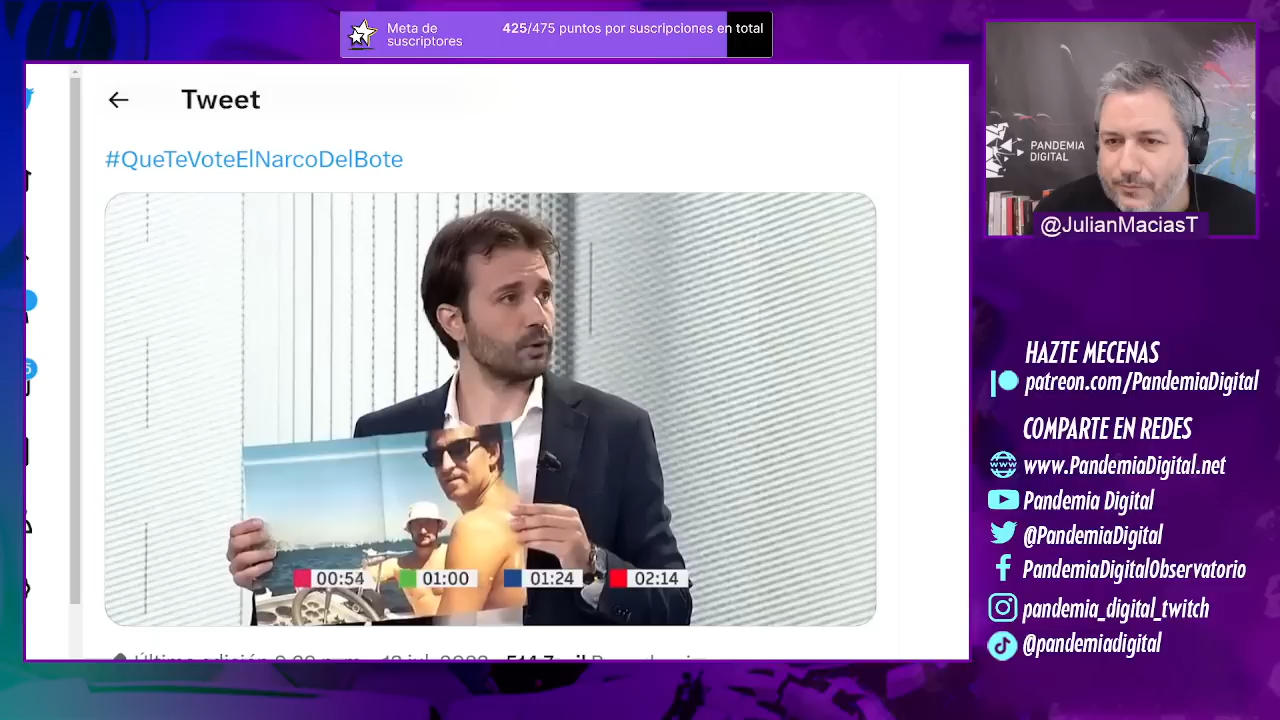 Meta de
suscriptores
425/475 puntos por suscripciones en total
Tweet
#QueTeVoteElNarcoDelBote
00:54
01:00
01:24
02:14
PANDEMIA
DIGITAL
@JulianMaciasT
HAZTE MECENAS
patreon.com/PandemiaDigital
COMPARTE EN REDES
www.PandemiaDigital.net
Pandemia Digital
@PandemiaDigital
PandemiaDigitalObservatorio
pandemia_digital_twitch
@pandemiadigital